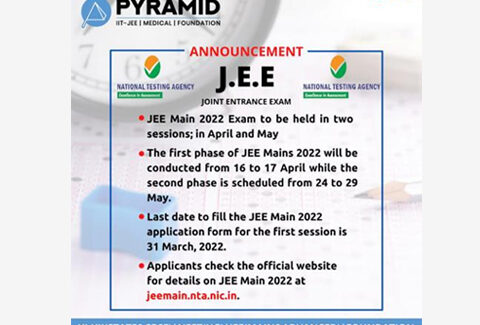 PYRAMID
IIT-JEE | MEDICAL | FOUNDATION
ANNOUNCEMENT
J.E.E
NATIONAL TESTING AGENCY
Excellence in Assessment
NATIONAL TESTING AGENCY
Excellence in Assessment
JOINT ENTRANCE EXAM
JEE Main 2022 Exam to be held in two
sessions; in April and May
The first phase of JEE Mains 2022 will be
conducted from 16 to 17 April while the
second phase is scheduled from 24 to 29
May.
Last date to fill the JEE Main 2022
application form for the first session is
31 March, 2022.
Applicants check the official website
for details on JEE Main 2022 at
jeemain.nta.nic.in.